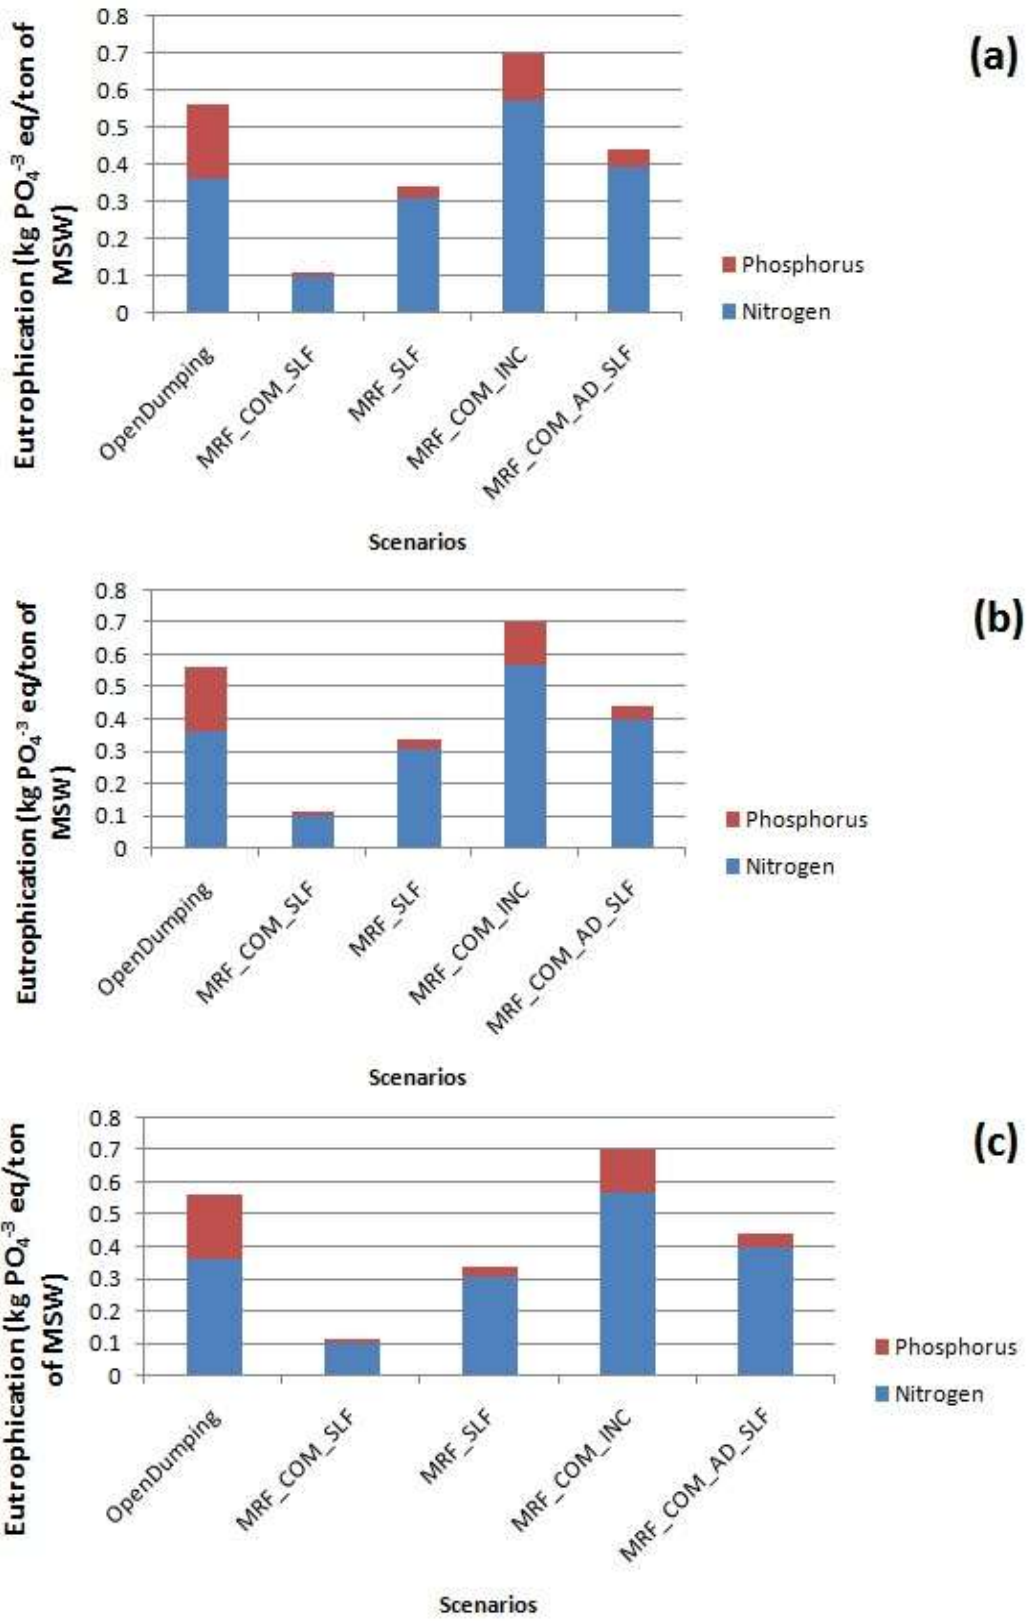 (a)
Eutrophication (kg PO₄⁻³ eq/ton of
MSW)
0.8
0.7
0.6
0.5
0.4
0.3
0.2
0.1
0
Phosphorus
Nitrogen
OpenDumping
MRF_COM_SLF
MRF_SLF
MRF_COM_INC
MRF_COM_AD_SLF
Scenarios
(b)
Eutrophication (kg PO₄⁻³ eq/ton of
MSW)
0.8
0.7
0.6
0.5
0.4
0.3
0.2
0.1
0
Phosphorus
Nitrogen
OpenDumping
MRF_COM_SLF
MRF_SLF
MRF_COM_INC
MRF_COM_AD_SLF
Scenarios
(c)
Eutrophication (kg PO₄⁻³ eq/ton
of MSW)
0.8
0.7
0.6
0.5
0.4
0.3
0.2
0.1
0
Phosphorus
Nitrogen
OpenDumping
MRF_COM_SLF
MRF_SLF
MRF_COM_INC
MRF_COM_AD_SLF
Scenarios